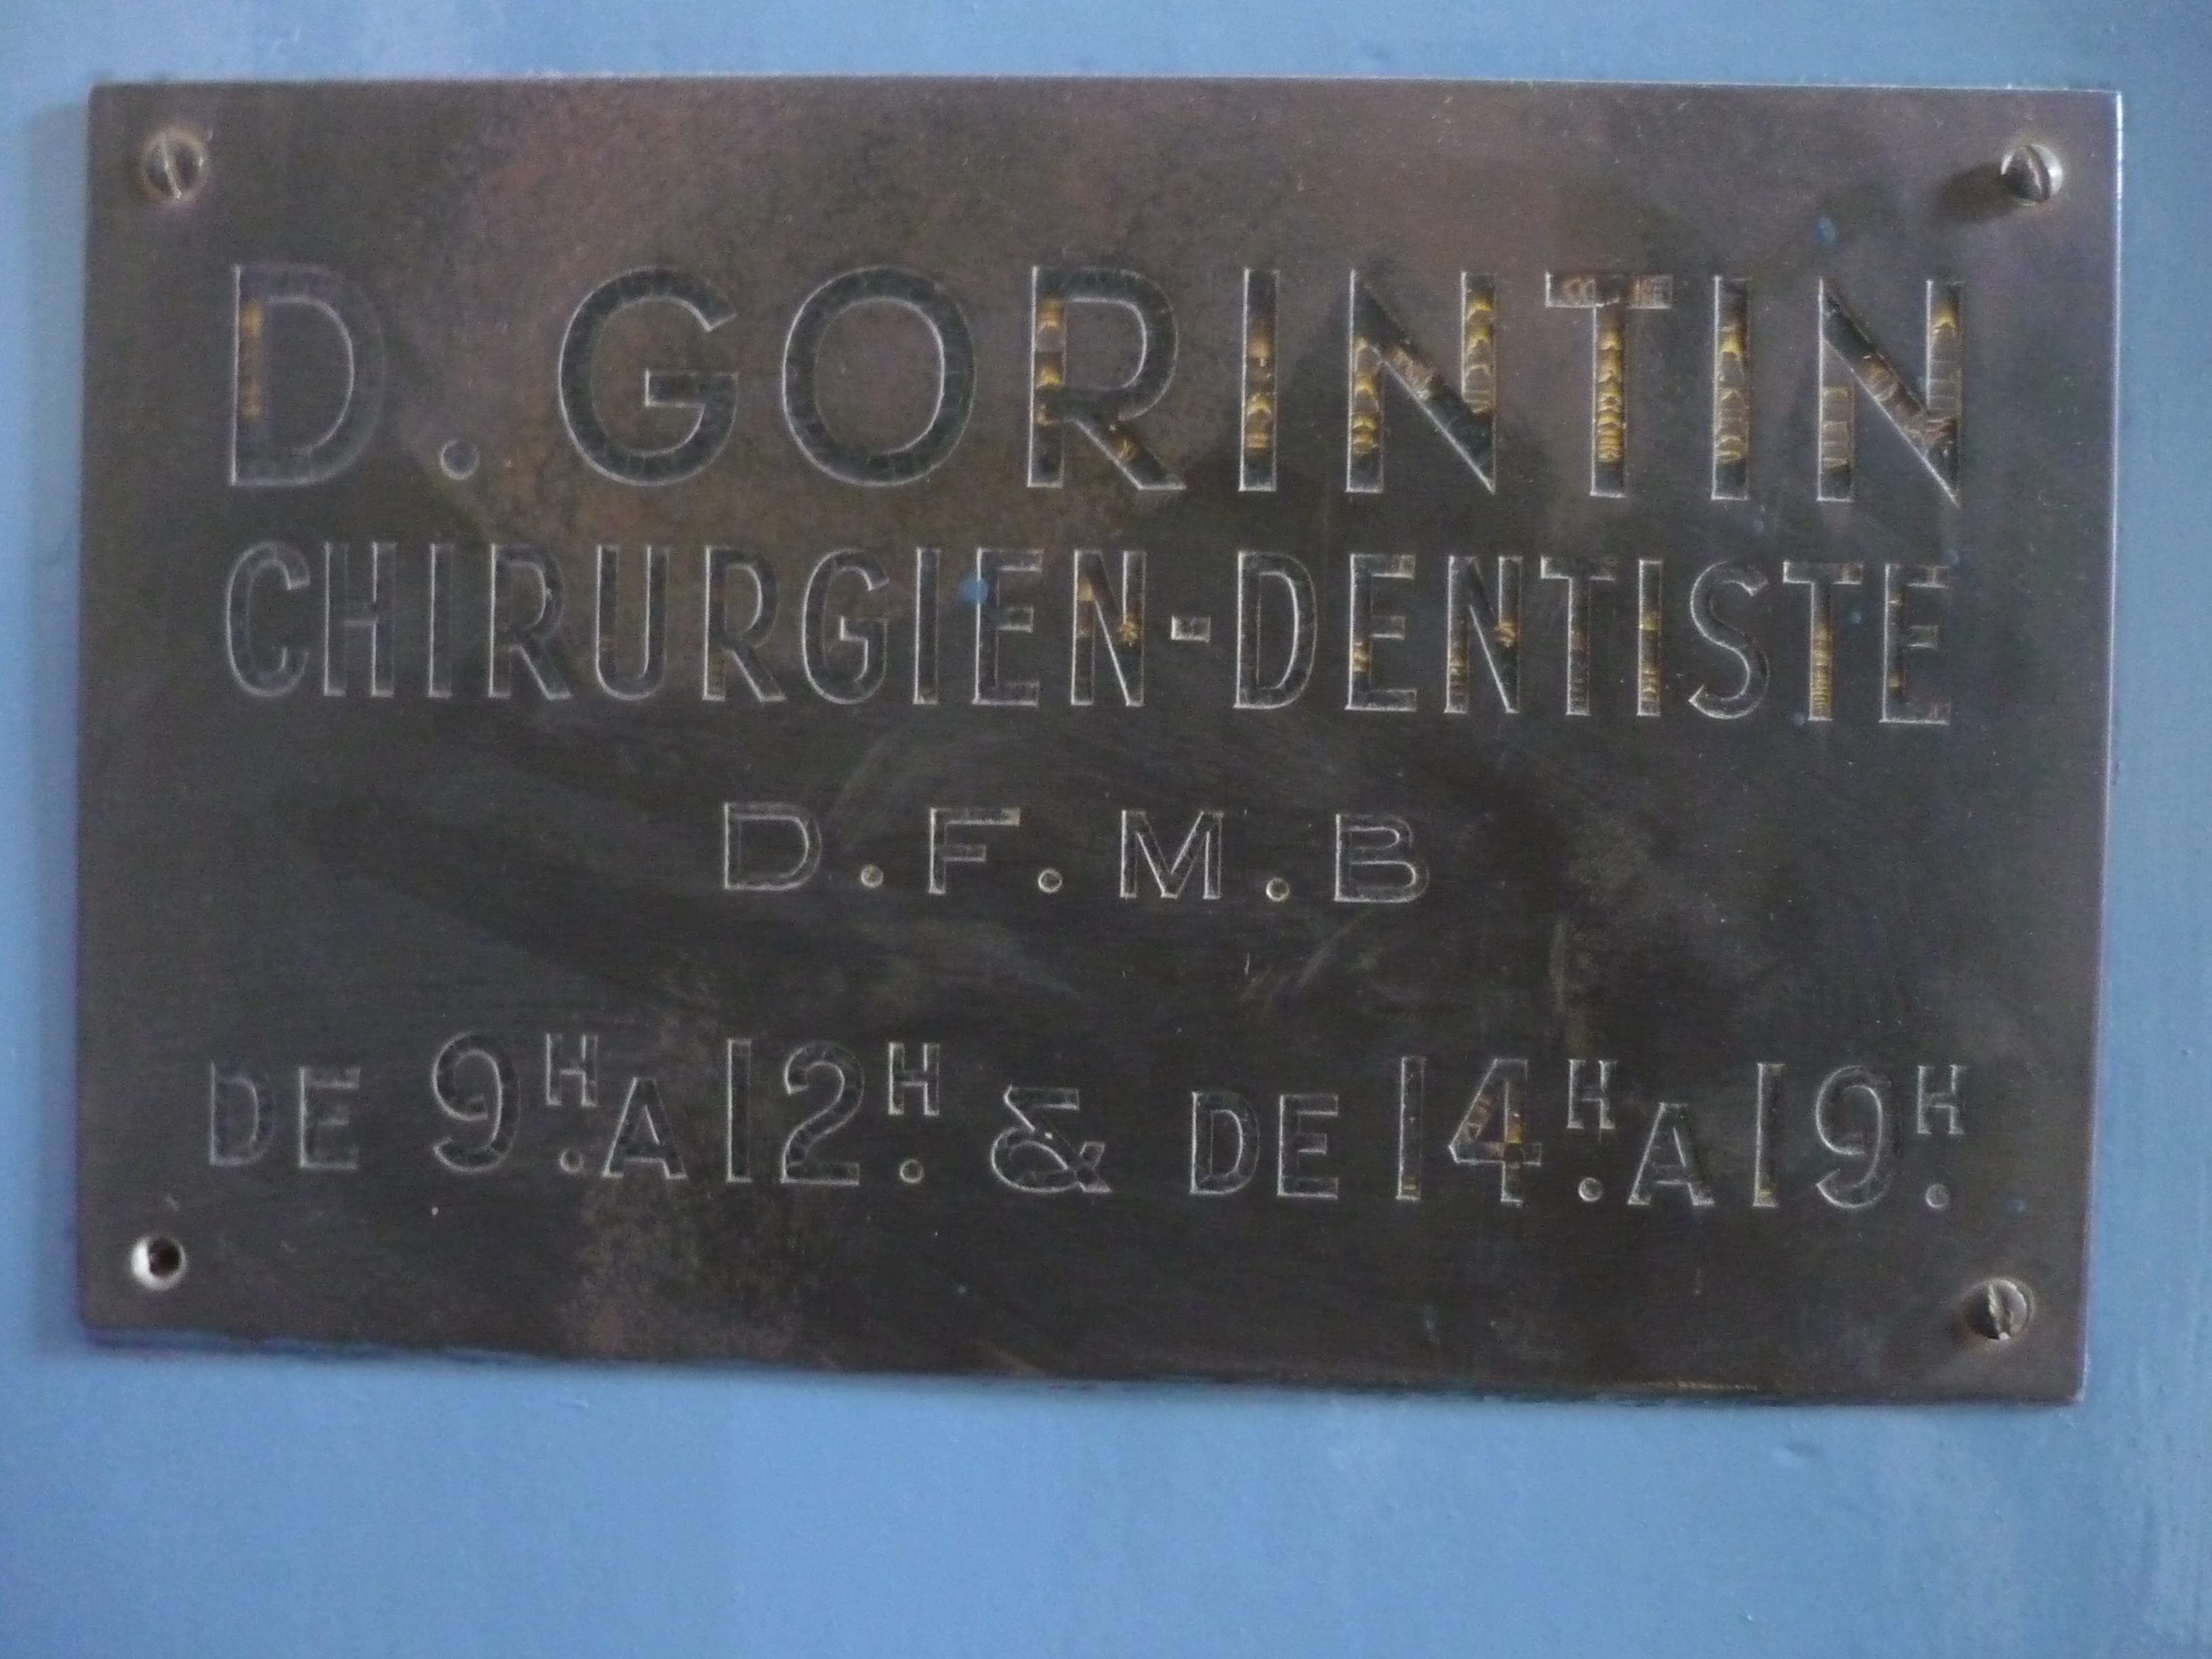 D. GORINTIN
CHIRURGIEN-DENTISTE
D.F.M.B
DE 9H. A 12H. & DE 14H. A 19H.